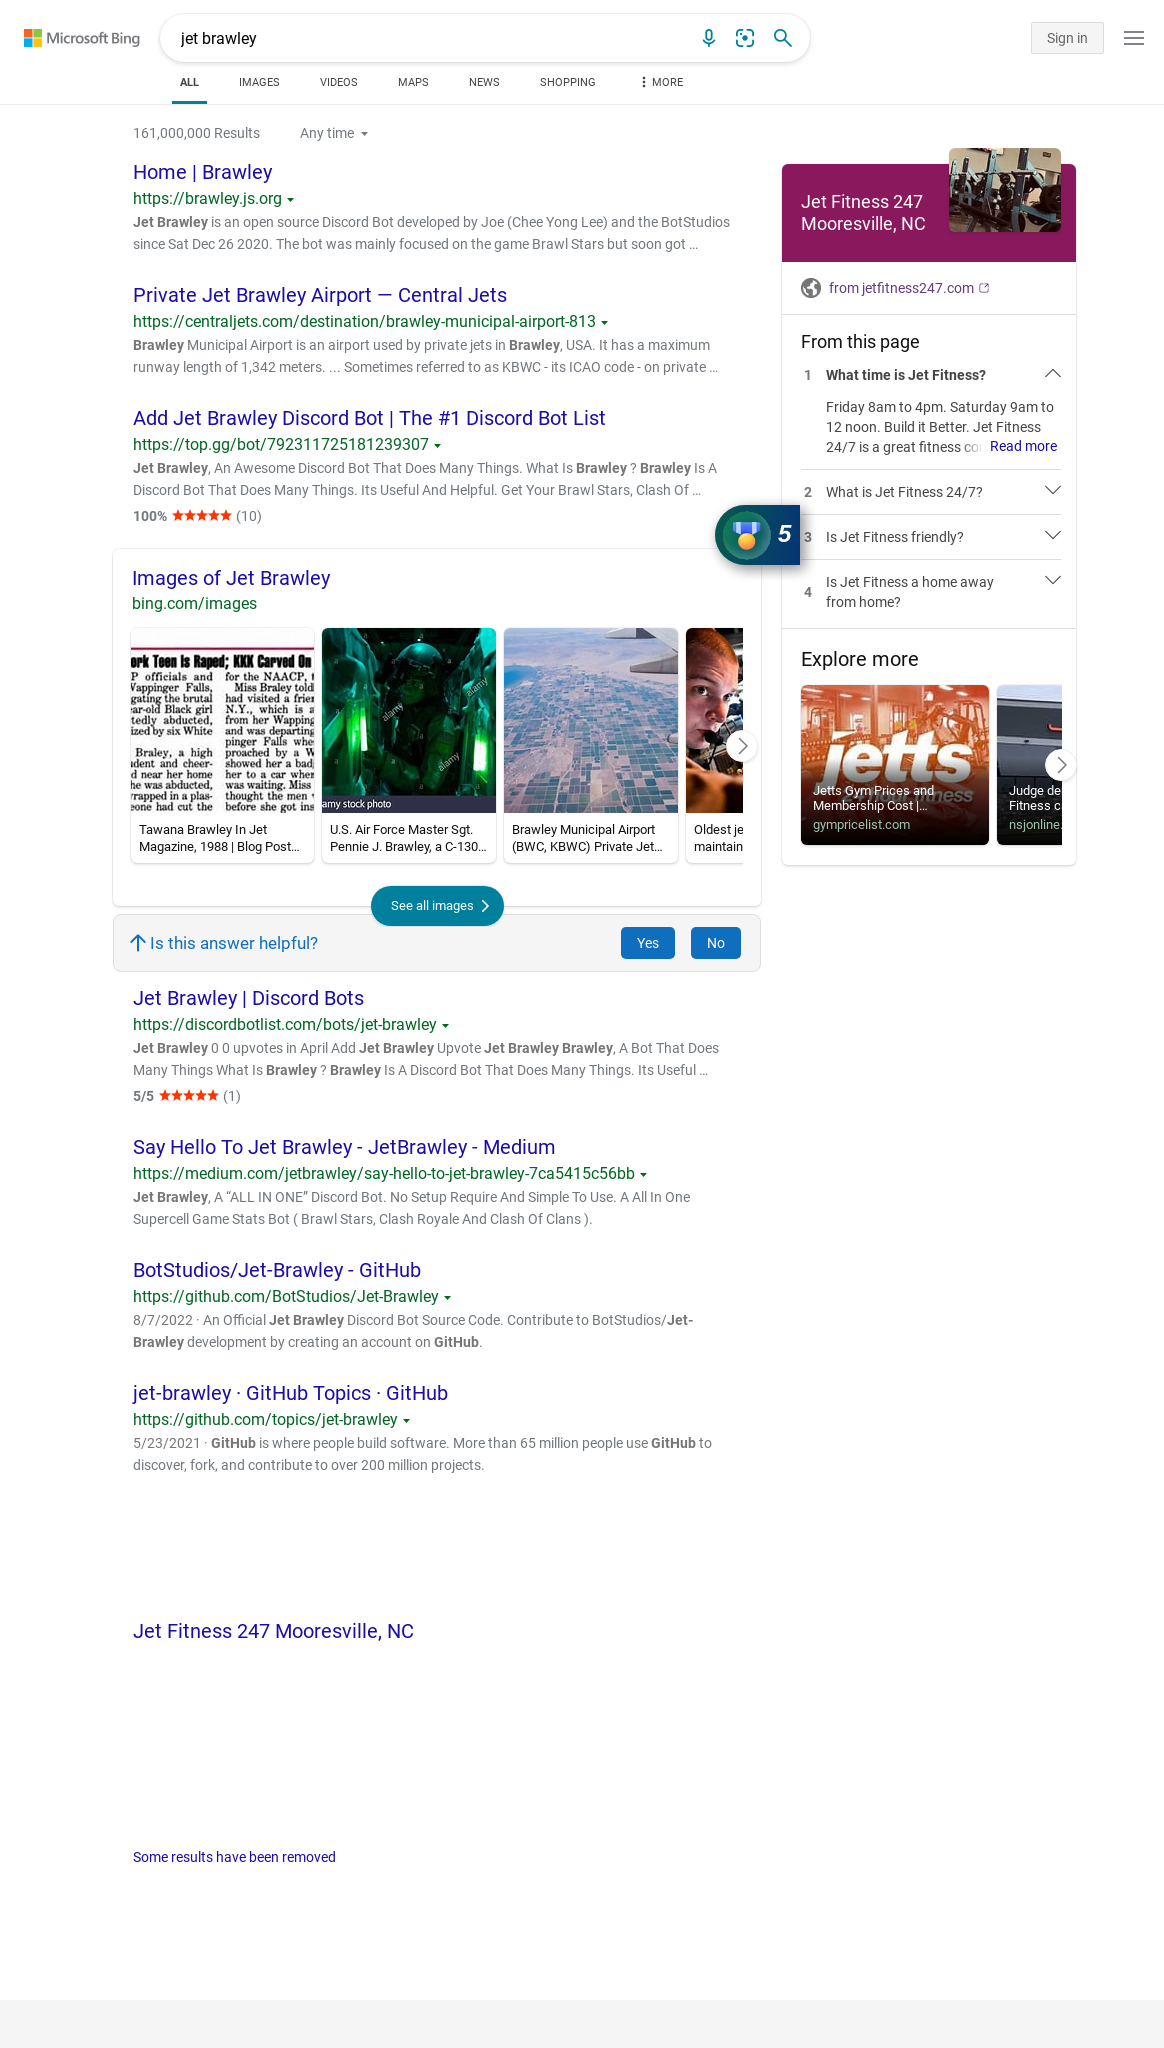 Microsoft Bing
jet brawley
Sign in
ALL
IMAGES
VIDEOS
MAPS
NEWS
SHOPPING
MORE
161,000,000 Results
Any time
Home | Brawley
https://brawley.js.org
Jet Brawley is an open source Discord Bot developed by Joe (Chee Yong Lee) and the BotStudios
since Sat Dec 26 2020. The bot was mainly focused on the game Brawl Stars but soon got …
Private Jet Brawley Airport — Central Jets
https://centraljets.com/destination/brawley-municipal-airport-813
Brawley Municipal Airport is an airport used by private jets in Brawley, USA. It has a maximum
runway length of 1,342 meters. ... Sometimes referred to as KBWC - its ICAO code - on private …
Add Jet Brawley Discord Bot | The #1 Discord Bot List
https://top.gg/bot/792311725181239307
Jet Brawley, An Awesome Discord Bot That Does Many Things. What Is Brawley ? Brawley Is A
Discord Bot That Does Many Things. Its Useful And Helpful. Get Your Brawl Stars, Clash Of …
100%
(10)
5
Images of Jet Brawley
bing.com/images
ork Teen Is Raped; KKK Carved On
P officials and
Wappinger Falls,
gating the brutal
ear-old Black girl
tedly abducted,
ized by six White
Braley, a high
dent and cheer-
d near her home
he was abducted,
rapped in a plas-
eone had cut the
for the NAACP, t
Miss Braley told
had visited a frien
N.Y., which is a
from her Wapping
and was departing
pinger Falls when
proached by a W
showed her a bad
her to a car wher
was waiting. Miss
thought the men w
before she got ins
Tawana Brawley In Jet
Magazine, 1988 | Blog Post…
alamy
alamy
alamy
amy stock photo
U.S. Air Force Master Sgt.
Pennie J. Brawley, a C-130…
Brawley Municipal Airport
(BWC, KBWC) Private Jet…
Oldest je
maintain
See all images
Is this answer helpful?
Yes
No
Jet Brawley | Discord Bots
https://discordbotlist.com/bots/jet-brawley
Jet Brawley 0 0 upvotes in April Add Jet Brawley Upvote Jet Brawley Brawley, A Bot That Does
Many Things What Is Brawley ? Brawley Is A Discord Bot That Does Many Things. Its Useful …
5/5
(1)
Say Hello To Jet Brawley - JetBrawley - Medium
https://medium.com/jetbrawley/say-hello-to-jet-brawley-7ca5415c56bb
Jet Brawley, A “ALL IN ONE” Discord Bot. No Setup Require And Simple To Use. A All In One
Supercell Game Stats Bot ( Brawl Stars, Clash Royale And Clash Of Clans ).
BotStudios/Jet-Brawley - GitHub
https://github.com/BotStudios/Jet-Brawley
8/7/2022 · An Official Jet Brawley Discord Bot Source Code. Contribute to BotStudios/Jet-
Brawley development by creating an account on GitHub.
jet-brawley · GitHub Topics · GitHub
https://github.com/topics/jet-brawley
5/23/2021 · GitHub is where people build software. More than 65 million people use GitHub to
discover, fork, and contribute to over 200 million projects.
Jet Fitness 247 Mooresville, NC
Some results have been removed
Jet Fitness 247
Mooresville, NC
from jetfitness247.com
From this page
1 What time is Jet Fitness?
Friday 8am to 4pm. Saturday 9am to
12 noon. Build it Better. Jet Fitness
24/7 is a great fitness co Read more
2 What is Jet Fitness 24/7?
3 Is Jet Fitness friendly?
4 Is Jet Fitness a home away
from home?
Explore more
jetts
Jetts Gym Prices and
Membership Cost |…
gympricelist.com
Judge de
Fitness c
nsjonline.